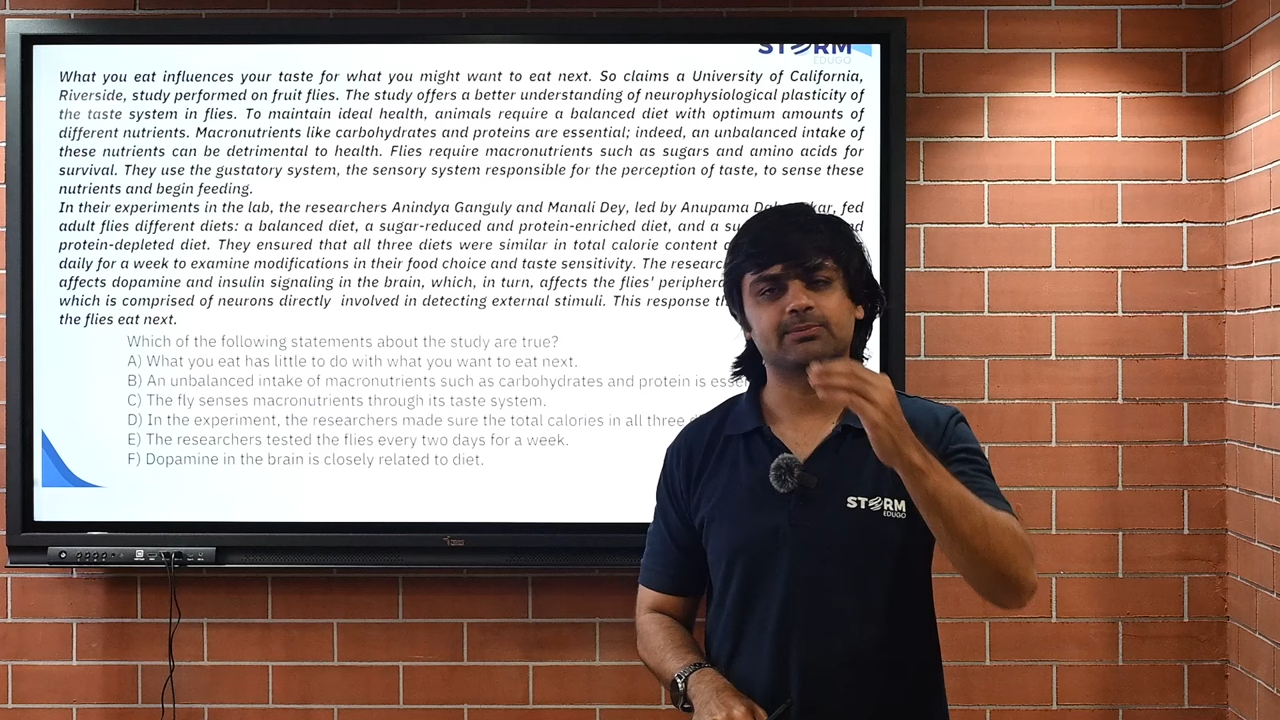 STORM
EDUGO
What you eat influences your taste for what you might want to eat next. So claims a University of California,
Riverside, study performed on fruit flies. The study offers a better understanding of neurophysiological plasticity of
the taste system in flies. To maintain ideal health, animals require a balanced diet with optimum amounts of
different nutrients. Macronutrients like carbohydrates and proteins are essential; indeed, an unbalanced intake of
these nutrients can be detrimental to health. Flies require macronutrients such as sugars and amino acids for
survival. They use the gustatory system, the sensory system responsible for the perception of taste, to sense these
nutrients and begin feeding.
In their experiments in the lab, the researchers Anindya Ganguly and Manali Dey, led by Anupama fed
adult flies different diets: a balanced diet, a sugar-reduced and protein-enriched diet, and a
protein-depleted diet. They ensured that all three diets were similar in total calorie content
daily for a week to examine modifications in their food choice and taste sensitivity. The
affects dopamine and insulin signaling in the brain, which, in turn, affects the flies'
which is comprised of neurons directly involved in detecting external stimuli. This response
the flies eat next.
Which of the following statements about the study are true?
A) What you eat has little to do with what you want to eat next.
B) An unbalanced intake of macronutrients such as carbohydrates and protein is
C) The fly senses macronutrients through its taste system.
D) In the experiment, the researchers made sure the total calories in all three
E) The researchers tested the flies every two days for a week.
F) Dopamine in the brain is closely related to diet.
STORM
EDUGO